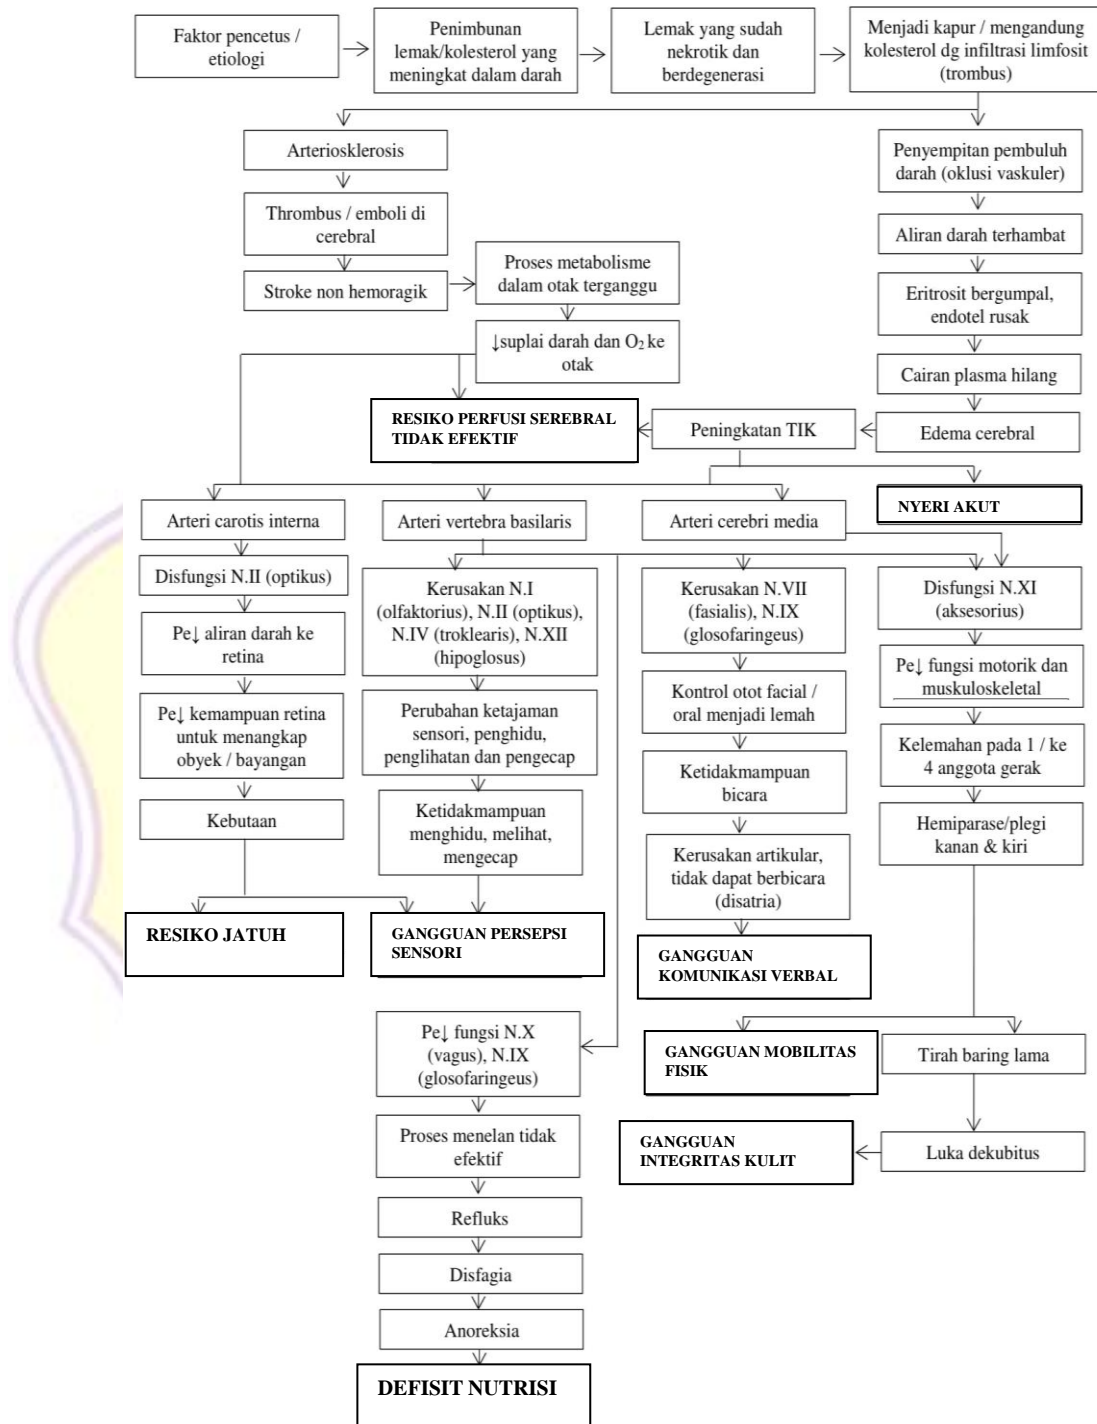 Faktor pencetus /
etiologi
Penimbunan
lemak/kolesterol yang
meningkat dalam darah
Lemak yang sudah
nekrotik dan
berdegenerasi
Menjadi kapur / mengandung
kolesterol dg infiltrasi limfosit
(trombus)
Arteriosklerosis
Penyempitan pembuluh
darah (oklusi vaskuler)
Thrombus / emboli di
cerebral
Aliran darah terhambat
Stroke non hemoragik
Proses metabolisme
dalam otak terganggu
Eritrosit bergumpal,
endotel rusak
↓suplai darah dan O₂ ke
otak
Cairan plasma hilang
RESIKO PERFUSI SEREBRAL
TIDAK EFEKTIF
Peningkatan TIK
Edema cerebral
NYERI AKUT
Arteri carotis interna
Arteri vertebra basilaris
Arteri cerebri media
Disfungsi N.II (optikus)
Kerusakan N.I
(olfaktorius), N.II (optikus),
N.IV (troklearis), N.XII
(hipoglosus)
Kerusakan N.VII
(fasialis), N.IX
(glosofaringeus)
Disfungsi N.XI
(aksesorius)
Pe↓ aliran darah ke
retina
Pe↓ fungsi motorik dan
muskuloskeletal
Kontrol otot facial /
oral menjadi lemah
Pe↓ kemampuan retina
untuk menangkap
obyek / bayangan
Perubahan ketajaman
sensori, penghidu,
penglihatan dan pengecap
Kelemahan pada 1 / ke
4 anggota gerak
Ketidakmampuan
bicara
Kebutaan
Ketidakmampuan
menghidu, melihat,
mengecap
Hemiparase/plegi
kanan & kiri
Kerusakan artikular,
tidak dapat berbicara
(disatria)
RESIKO JATUH
GANGGUAN PERSEPSI
SENSORI
GANGGUAN
KOMUNIKASI VERBAL
Pe↓ fungsi N.X
(vagus), N.IX
(glosofaringeus)
GANGGUAN MOBILITAS
FISIK
Tirah baring lama
Proses menelan tidak
efektif
GANGGUAN
INTEGRITAS KULIT
Luka dekubitus
Refluks
Disfagia
Anoreksia
DEFISIT NUTRISI